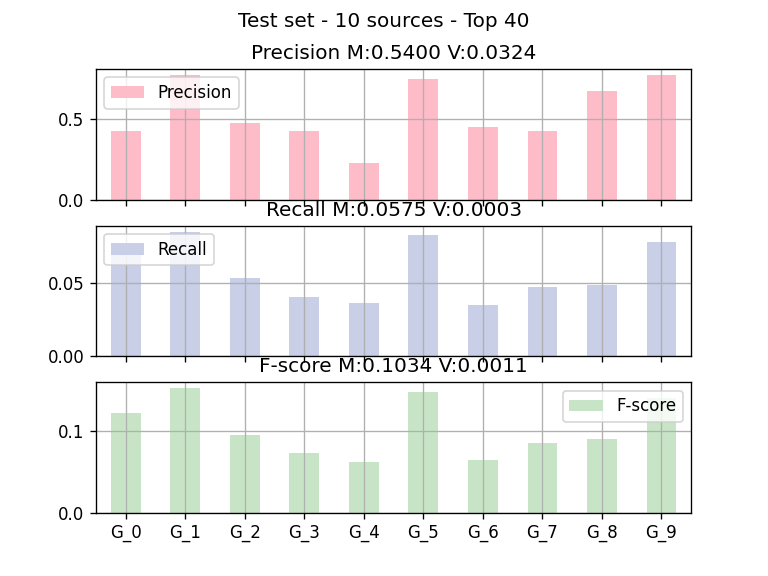 Test set - 10 sources - Top 40
Precision M:0.5400 V:0.0324
Precision
0.5
0.0
Recall M:0.0575 V:0.0003
Recall
0.05
0.00
F-score M:0.1034 V:0.0011
F-score
0.1
0.0
G_0 G_1 G_2 G_3 G_4 G_5 G_6 G_7 G_8 G_9